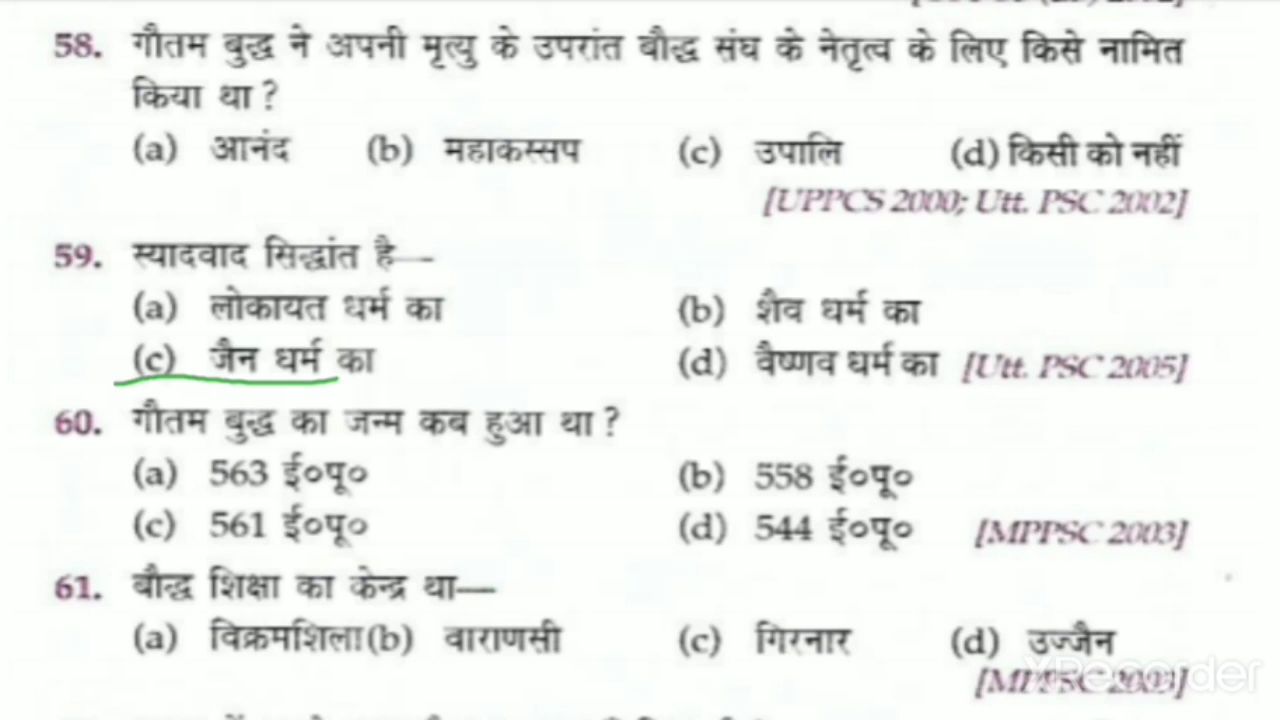 58. गौतम बुद्ध ने अपनी मृत्यु के उपरांत बौद्ध संघ के नेतृत्व के लिए किसे नामित
किया था?
(a) आनंद (b) महाकस्सप (c) उपालि (d) किसी को नहीं
[UPPCS 2000; Utt. PSC 2002]
59. स्यादवाद सिद्धांत है—
(a) लोकायत धर्म का (b) शैव धर्म का
(c) जैन धर्म का (d) वैष्णव धर्म का [Utt. PSC 2005]
60. गौतम बुद्ध का जन्म कब हुआ था?
(a) 563 ई०पू० (b) 558 ई०पू०
(c) 561 ई०पू० (d) 544 ई०पू० [MPPSC 2003]
61. बौद्ध शिक्षा का केन्द्र था—
(a) विक्रमशिला (b) वाराणसी (c) गिरनार (d) उज्जैन
XRecorder
[MPPSC 2003]